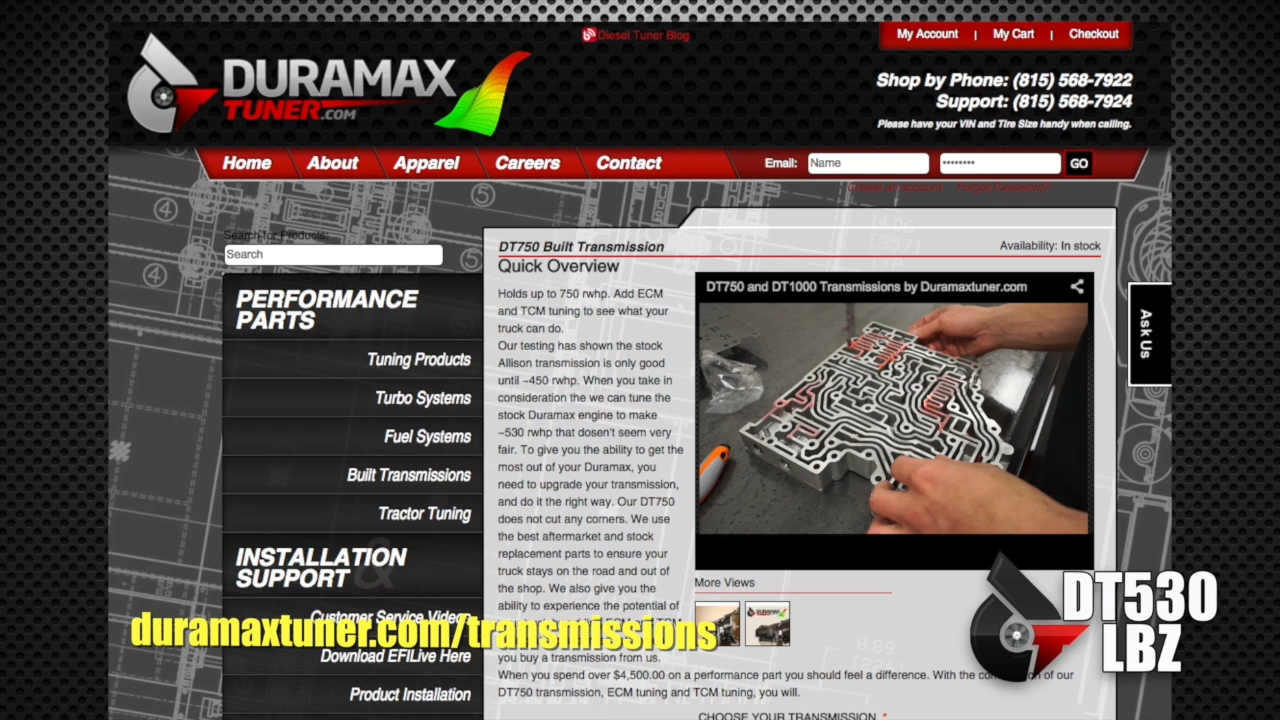 Diesel Tuner Blog
My Account | My Cart | Checkout
DURAMAX
TUNER.COM
Shop by Phone: (815) 568-7922
Support: (815) 568-7924
Please have your VIN and Tire Size handy when calling.
Home About Apparel Careers Contact
Email: Name •••••••• GO
Create an account Forgot Password?
Search for Products:
Search
PERFORMANCE
PARTS
Tuning Products
Turbo Systems
Fuel Systems
Built Transmissions
Tractor Tuning
INSTALLATION
SUPPORT
Customer Service Videos
Download EFILive Here
Product Installation
DT750 Built Transmission
Availability: In stock
Quick Overview
Holds up to 750 rwhp. Add ECM
and TCM tuning to see what your
truck can do.
Our testing has shown the stock
Allison transmission is only good
until ~450 rwhp. When you take in
consideration the we can tune the
stock Duramax engine to make
~530 rwhp that dosen't seem very
fair. To give you the ability to get the
most out of your Duramax, you
need to upgrade your transmission,
and do it the right way. Our DT750
does not cut any corners. We use
the best aftermarket and stock
replacement parts to ensure your
truck stays on the road and out of
the shop. We also give you the
ability to experience the potential of
you buy a transmission from us.
When you spend over $4,500.00 on a performance part you should feel a difference. With the of our
DT750 transmission, ECM tuning and TCM tuning, you will.
DT750 and DT1000 Transmissions by Duramaxtuner.com
More Views
CHOOSE YOUR TRANSMISSION *
Ask Us
duramaxtuner.com/transmissions
DT530
LBZ